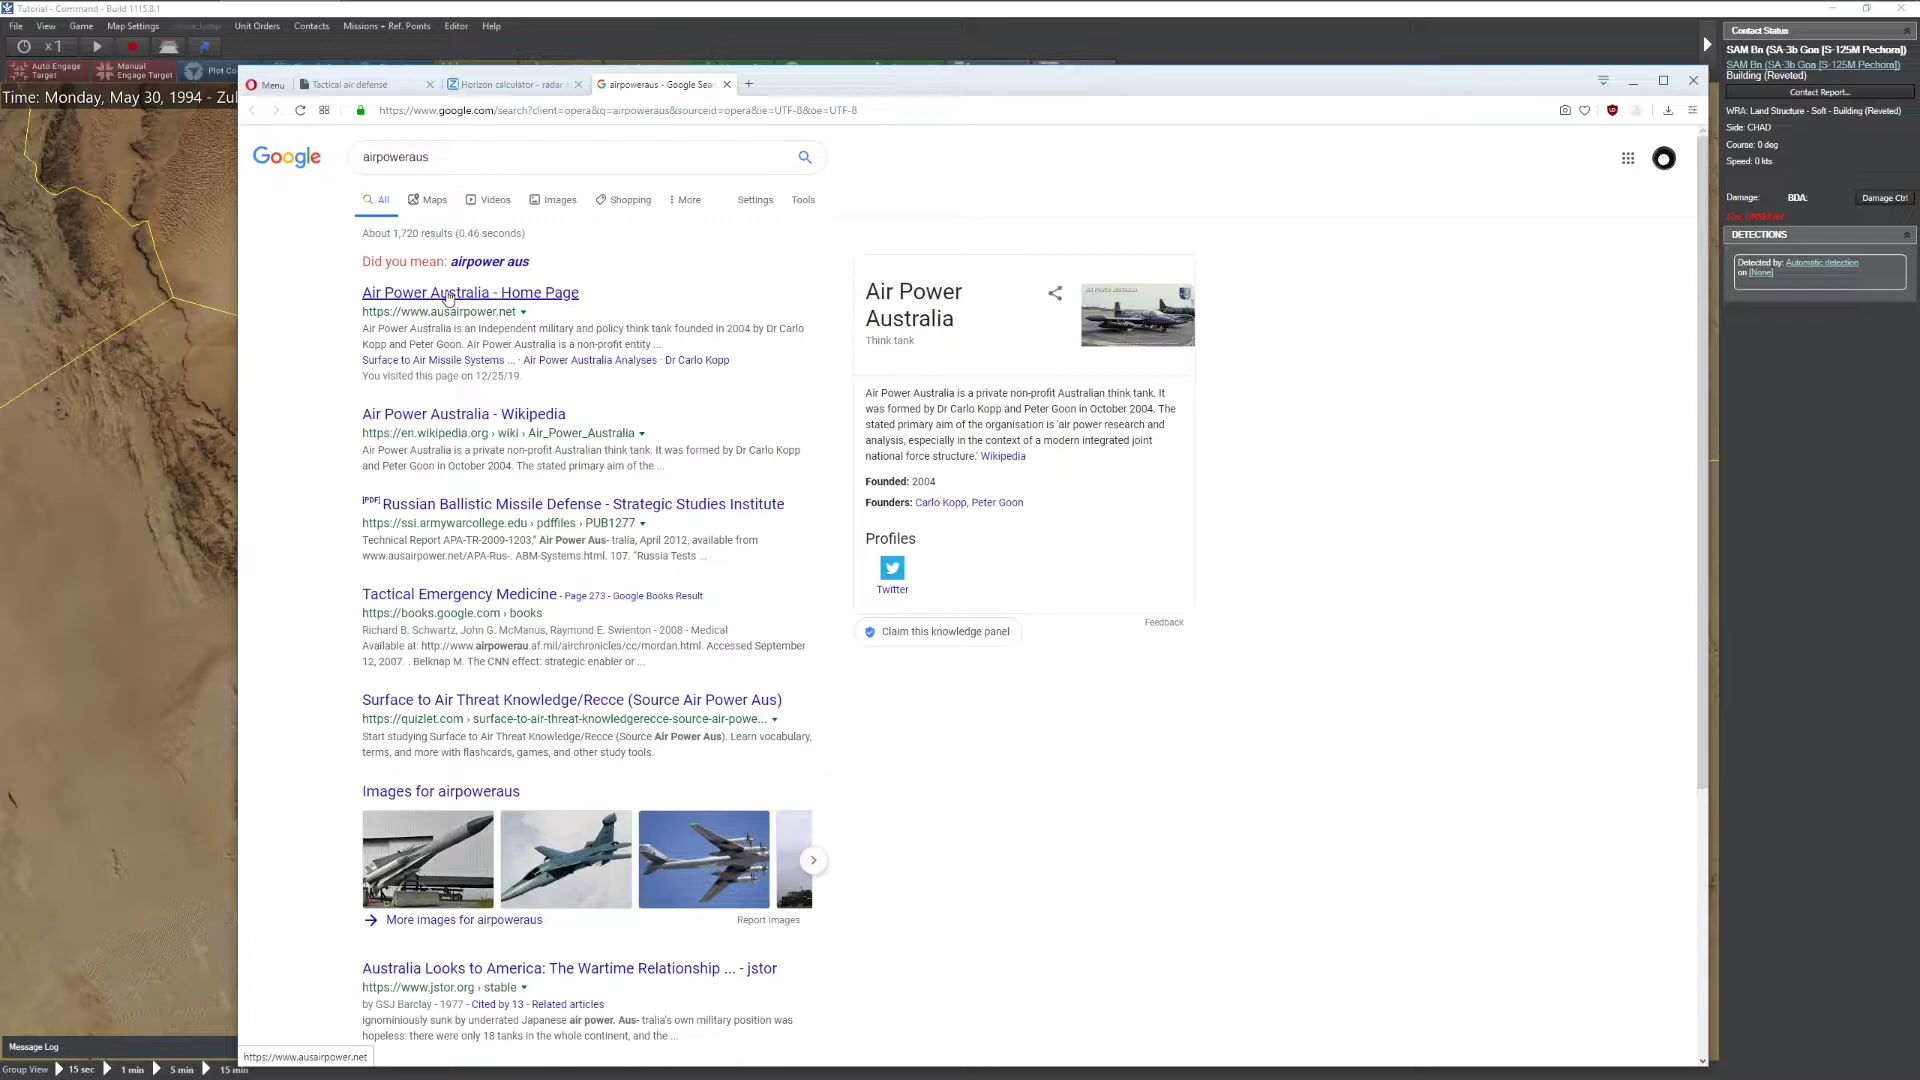 Tutorial - Command - Build 1115.8.1
File View Game Map Settings Unit Orders Contacts Missions + Ref. Points Editor Help
x 1
Auto Engage Target
Manual Engage Target
Plot Co
Time: Monday, May 30, 1994 - Zul
Menu
Tactical air defense
Horizon calculator - radar
airpoweraus - Google Sea
https://www.google.com/search?client=opera&q=airpoweraus&sourceid=opera&ie=UTF-8&oe=UTF-8
Google
airpoweraus
All Maps Videos Images Shopping More Settings Tools
About 1,720 results (0.46 seconds)
Did you mean: airpower aus
Air Power Australia - Home Page
https://www.ausairpower.net
Air Power Australia is an independent military and policy think tank founded in 2004 by Dr Carlo
Kopp and Peter Goon. Air Power Australia is a non-profit entity ...
Surface to Air Missile Systems ... · Air Power Australia Analyses · Dr Carlo Kopp
You visited this page on 12/25/19.
Air Power Australia - Wikipedia
https://en.wikipedia.org › wiki › Air_Power_Australia
Air Power Australia is a private non-profit Australian think tank. It was formed by Dr Carlo Kopp
and Peter Goon in October 2004. The stated primary aim of the ...
[PDF] Russian Ballistic Missile Defense - Strategic Studies Institute
https://ssi.armywarcollege.edu › pdffiles › PUB1277
Technical Report APA-TR-2009-1203," Air Power Aus- tralia, April 2012, available from
www.ausairpower.net/APA-Rus-. ABM-Systems.html. 107. "Russia Tests ...
Tactical Emergency Medicine - Page 273 - Google Books Result
https://books.google.com › books
Richard B. Schwartz, John G. McManus, Raymond E. Swienton - 2008 - Medical
Available at: http://www.airpowerau.af.mil/airchronicles/cc/mordan.html. Accessed September
12, 2007. . Belknap M. The CNN effect: strategic enabler or ...
Surface to Air Threat Knowledge/Recce (Source Air Power Aus)
https://quizlet.com › surface-to-air-threat-knowledgerecce-source-air-powe...
Start studying Surface to Air Threat Knowledge/Recce (Source Air Power Aus). Learn vocabulary,
terms, and more with flashcards, games, and other study tools.
Images for airpoweraus
More images for airpoweraus
Report images
Australia Looks to America: The Wartime Relationship ... - jstor
https://www.jstor.org › stable
by GSJ Barclay - 1977 - Cited by 13 - Related articles
ignominiously sunk by underrated Japanese air power. Aus- tralia's own military position was
hopeless: there were only 18 tanks in the whole continent, and the ...
https://www.ausairpower.net
Air Power
Australia
Think tank
Air Power Australia is a private non-profit Australian think tank. It
was formed by Dr Carlo Kopp and Peter Goon in October 2004. The
stated primary aim of the organisation is 'air power research and
analysis, especially in the context of a modern integrated joint
national force structure.' Wikipedia
Founded: 2004
Founders: Carlo Kopp, Peter Goon
Profiles
Twitter
Feedback
Claim this knowledge panel
Contact Status
SAM Bn (SA-3b Goa [S-125M Pechora])
SAM Bn (SA-3b Goa [S-125M Pechora])
Building (Reveted)
Contact Report...
WRA: Land Structure - Soft - Building (Reveted)
Side: CHAD
Course: 0 deg
Speed: 0 kts
Damage: BDA: Damage Ctrl
DETECTIONS
Detected by: Automatic detection
on [None]
Message Log
Group View 15 sec 1 min 5 min 15 min